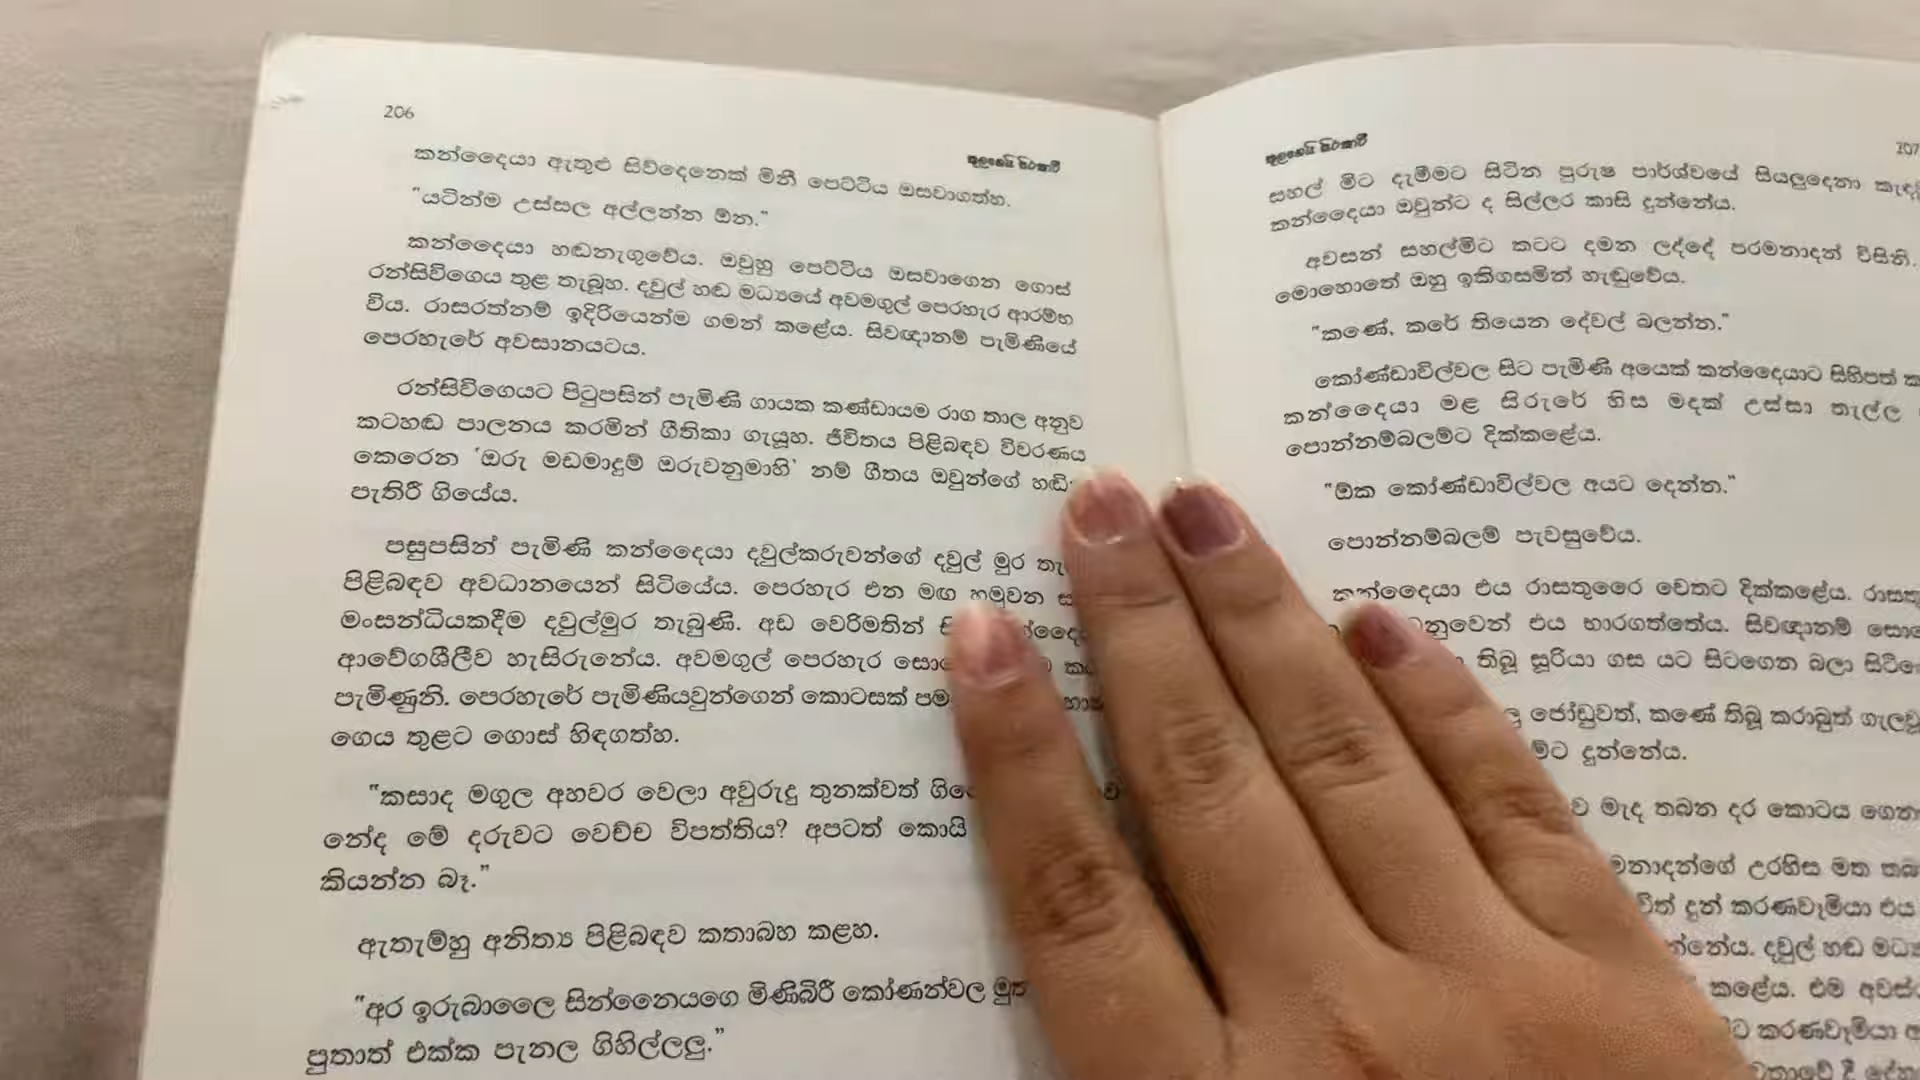 206
කුලහෙයි සිරකාරී
කන්දෛයා ඇතුළු සිව්දෙනෙක් මිනී පෙට්ටිය ඔසවාගත්හ.
“යටින්ම උස්සල අල්ලන්න ඕන.”
කන්දෛයා හඬනැගුවේය. ඔවුහු පෙට්ටිය ඔසවාගෙන ගොස්
රන්සිවිගෙය තුළ තැබූහ. දවුල් හඬ මධ්‍යයේ අවමගුල් පෙරහැර ආරම්භ
විය. රාසරත්නම් ඉදිරියෙන්ම ගමන් කළේය. සිවඥානම් පැමිණියේ
පෙරහැරේ අවසානයටය.
රන්සිවිගෙයට පිටුපසින් පැමිණි ගායක කණ්ඩායම රාග තාල අනුව
කටහඬ පාලනය කරමින් ගීතිකා ගැයූහ. ජීවිතය පිළිබඳව විවරණය
කෙරෙන ‘ඔරු මඩමාදුම් ඔරුවනුමාහි’ නම් ගීතය ඔවුන්ගේ
පැතිරී ගියේය.
පසුපසින් පැමිණි කන්දෛයා දවුල්කරුවන්ගේ දවුල් මුර
පිළිබඳව අවධානයෙන් සිටියේය. පෙරහැර එන මඟ හමුවන
මංසන්ධියකදීම දවුල්මුර තැබුණි. අඩ වෙරිමතින්
ආවේගශීලීව හැසිරුනේය. අවමගුල් පෙරහැර
පැමිණුනි. පෙරහැරේ පැමිණියවුන්ගෙන් කොටසක්
ගෙය තුළට ගොස් හිඳගත්හ.
“කසාද මගුල අහවර වෙලා අවුරුදු තුනක්වත්
නේද මේ දරුවට වෙච්ච විපත්තිය? අපටත් කොයි
කියන්න බෑ.”
ඇතැම්හු අනිත්‍ය පිළිබඳව කතාබහ කළහ.
“අර ඉරුබාලෛ සින්නෛයගෙ මිණිබිරී කෝණන්වල
පුතාත් එක්ක පැනල ගිහිල්ලලු.”
කුලහෙයි සිරකාරී
207
සහල් මිට දැමීමට සිටින පුරුෂ පාර්ශ්වයේ සියලුදෙනා
කන්දෛයා ඔවුන්ට ද සිල්ලර කාසි දුන්නේය.
අවසන් සහල්මිට කටට දමන ලද්දේ පරමනාදන් විසිනි.
මොහොතේ ඔහු ඉකිගසමින් හැඬුවේය.
“කණේ, කරේ තියෙන දේවල් බලන්න.”
කෝණ්ඩාවිල්වල සිට පැමිණි අයෙක් කන්දෛයාට සිහිපත්
කන්දෛයා මළ සිරුරේ හිස මදක් උස්සා තැල්ල
පොන්නම්බලම්ට දික්කළේය.
“ඕක කෝණ්ඩාවිල්වල අයට දෙන්න.”
පොන්නම්බලම් පැවසුවේය.
කන්දෛයා එය රාසතුරෛ වෙතට දික්කළේය.
එය භාරගත්තේය. සිවඥානම්
තිබූ සූරියා ගස යට සිටගෙන බලා
ජෝඩුවත්, කණේ තිබූ කරාබුත්
දුන්නේය.
මැද තබන දර කොටය
උරහිස මත
දුන් කරණවෑමියා එය
දවුල් හඬ
කළේය. එම
කරණවෑමියා